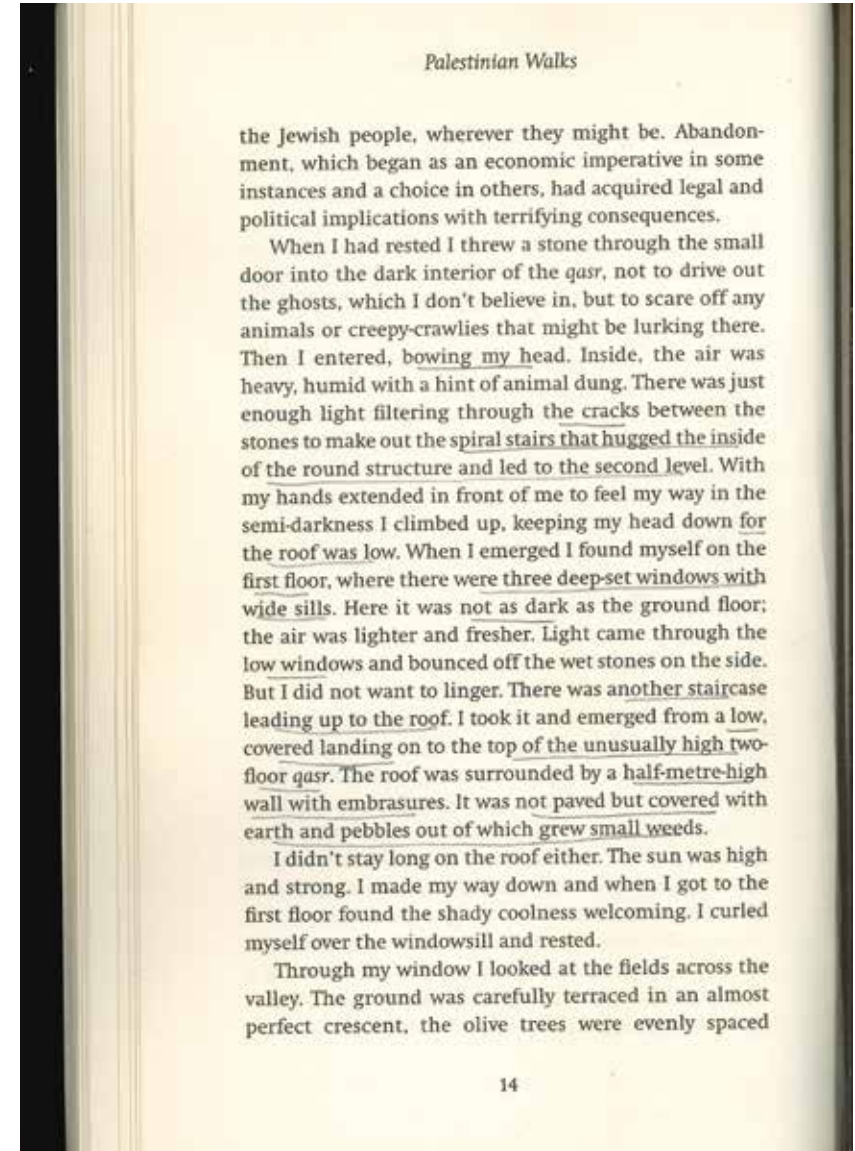 Palestinian Walks
the Jewish people, wherever they might be. Abandon-
ment, which began as an economic imperative in some
instances and a choice in others, had acquired legal and
political implications with terrifying consequences.
When I had rested I threw a stone through the small
door into the dark interior of the qasr, not to drive out
the ghosts, which I don't believe in, but to scare off any
animals or creepy-crawlies that might be lurking there.
Then I entered, bowing my head. Inside, the air was
heavy, humid with a hint of animal dung. There was just
enough light filtering through the cracks between the
stones to make out the spiral stairs that hugged the inside
of the round structure and led to the second level. With
my hands extended in front of me to feel my way in the
semi-darkness I climbed up, keeping my head down for
the roof was low. When I emerged I found myself on the
first floor, where there were three deep-set windows with
wide sills. Here it was not as dark as the ground floor;
the air was lighter and fresher. Light came through the
low windows and bounced off the wet stones on the side.
But I did not want to linger. There was another staircase
leading up to the roof. I took it and emerged from a low,
covered landing on to the top of the unusually high two-
floor qasr. The roof was surrounded by a half-metre-high
wall with embrasures. It was not paved but covered with
earth and pebbles out of which grew small weeds.
I didn't stay long on the roof either. The sun was high
and strong. I made my way down and when I got to the
first floor found the shady coolness welcoming. I curled
myself over the windowsill and rested.
Through my window I looked at the fields across the
valley. The ground was carefully terraced in an almost
perfect crescent, the olive trees were evenly spaced
14